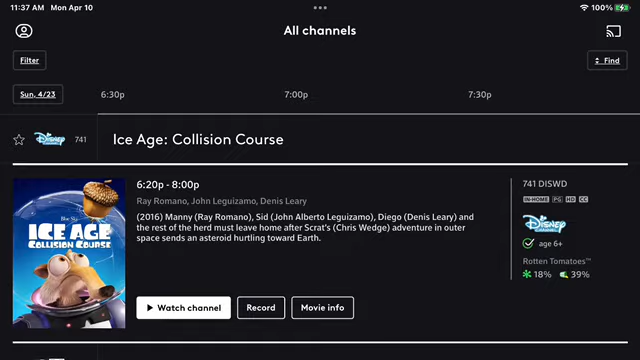 11:37 AM Mon Apr 10
100%
All channels
Filter
Find
Sun, 4/23
6:30p 7:00p 7:30p
Disney CHANNEL 741 Ice Age: Collision Course
6:20p - 8:00p
Ray Romano, John Leguizamo, Denis Leary
(2016) Manny (Ray Romano), Sid (John Alberto Leguizamo), Diego (Denis Leary) and
the rest of the herd must leave home after Scrat's (Chris Wedge) adventure in outer
space sends an asteroid hurtling toward Earth.
Watch channel Record Movie info
741 DISWD
IN-HOME PG HD CC
Disney CHANNEL
age 6+
Rotten Tomatoes™
18% 39%
Blue Sky
ICE AGE
COLLISION COURSE